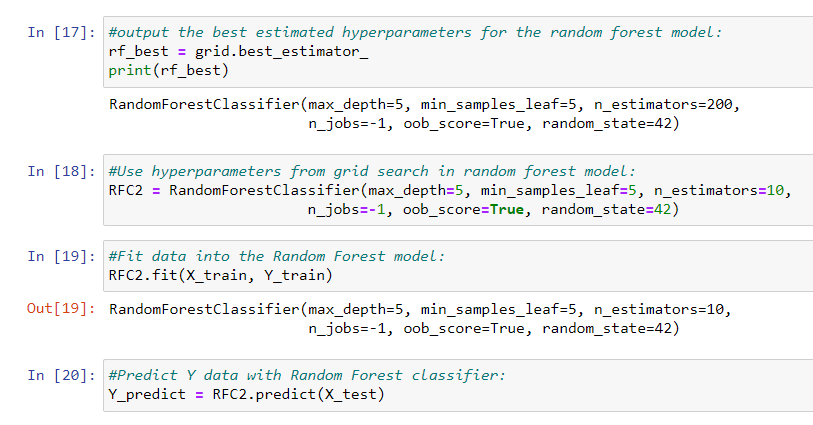 In [17]: #output the best estimated hyperparameters for the random forest model:
rf_best = grid.best_estimator_
print(rf_best)
RandomForestClassifier(max_depth=5, min_samples_leaf=5, n_estimators=200,
n_jobs=-1, oob_score=True, random_state=42)
In [18]: #Use hyperparameters from grid search in random forest model:
RFC2 = RandomForestClassifier(max_depth=5, min_samples_leaf=5, n_estimators=10,
n_jobs=-1, oob_score=True, random_state=42)
In [19]: #Fit data into the Random Forest model:
RFC2.fit(X_train, Y_train)
Out[19]: RandomForestClassifier(max_depth=5, min_samples_leaf=5, n_estimators=10,
n_jobs=-1, oob_score=True, random_state=42)
In [20]: #Predict Y data with Random Forest classifier:
Y_predict = RFC2.predict(X_test)